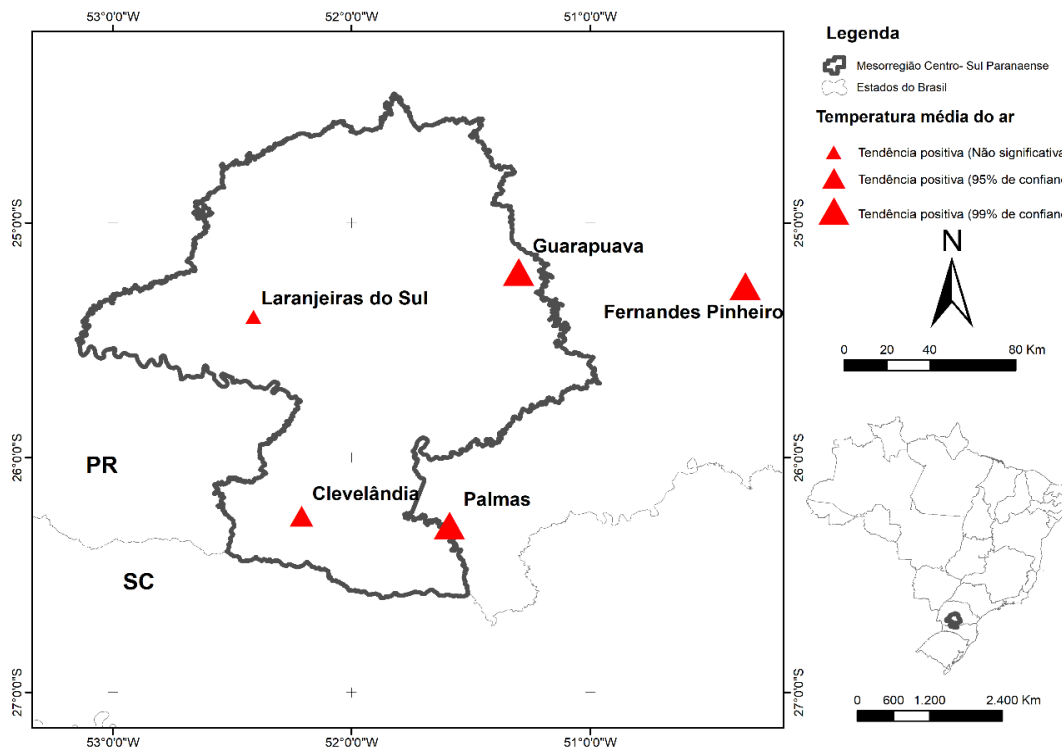 53°0'0"W
52°0'0"W
51°0'0"W
Legenda
Mesorregião Centro- Sul Paranaense
Estados do Brasil
Temperatura média do ar
Tendência positiva (Não significativa
Tendência positiva (95% de confian
Tendência positiva (99% de confian
25°0'0"S
25°0'0"S
N
Guarapuava
Laranjeiras do Sul
Fernandes Pinheiro
0 20 40 80 Km
26°0'0"S
26°0'0"S
PR
Clevelândia
Palmas
SC
27°0'0"S
27°0'0"S
0 600 1.200 2.400 Km
53°0'0"W
52°0'0"W
51°0'0"W